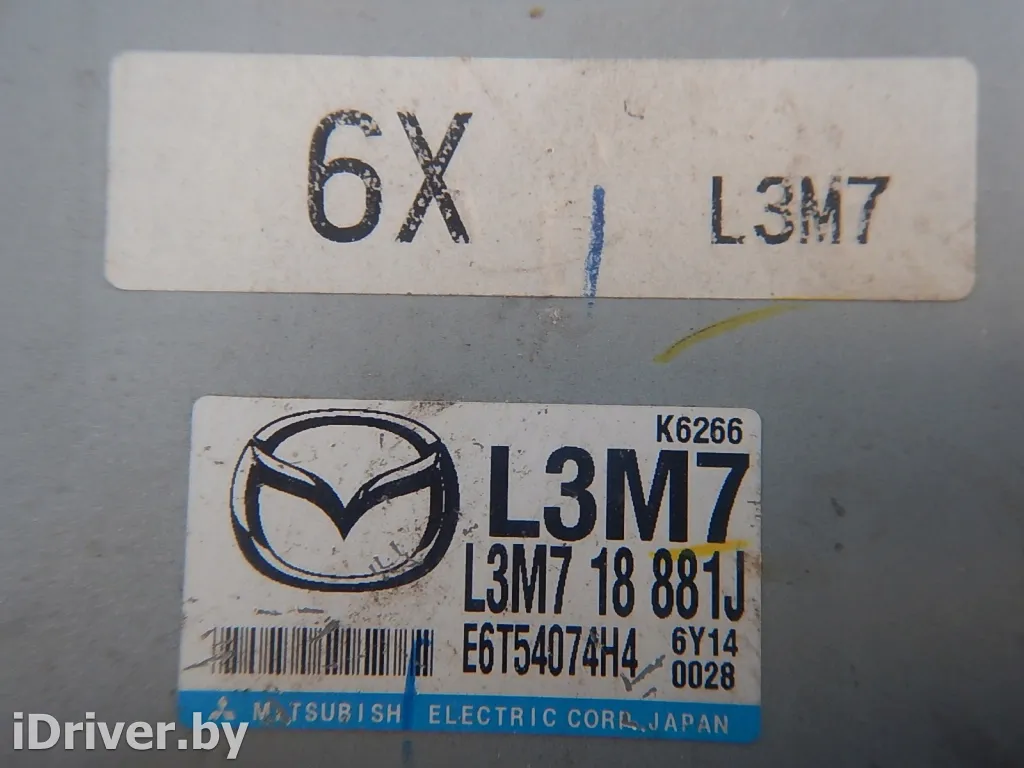 6X L3M7
K6266
L3M7
L3M7 18 881J
E6T54074H4 6Y14
0028
MITSUBISHI ELECTRIC CORP. JAPAN
iDriver.by